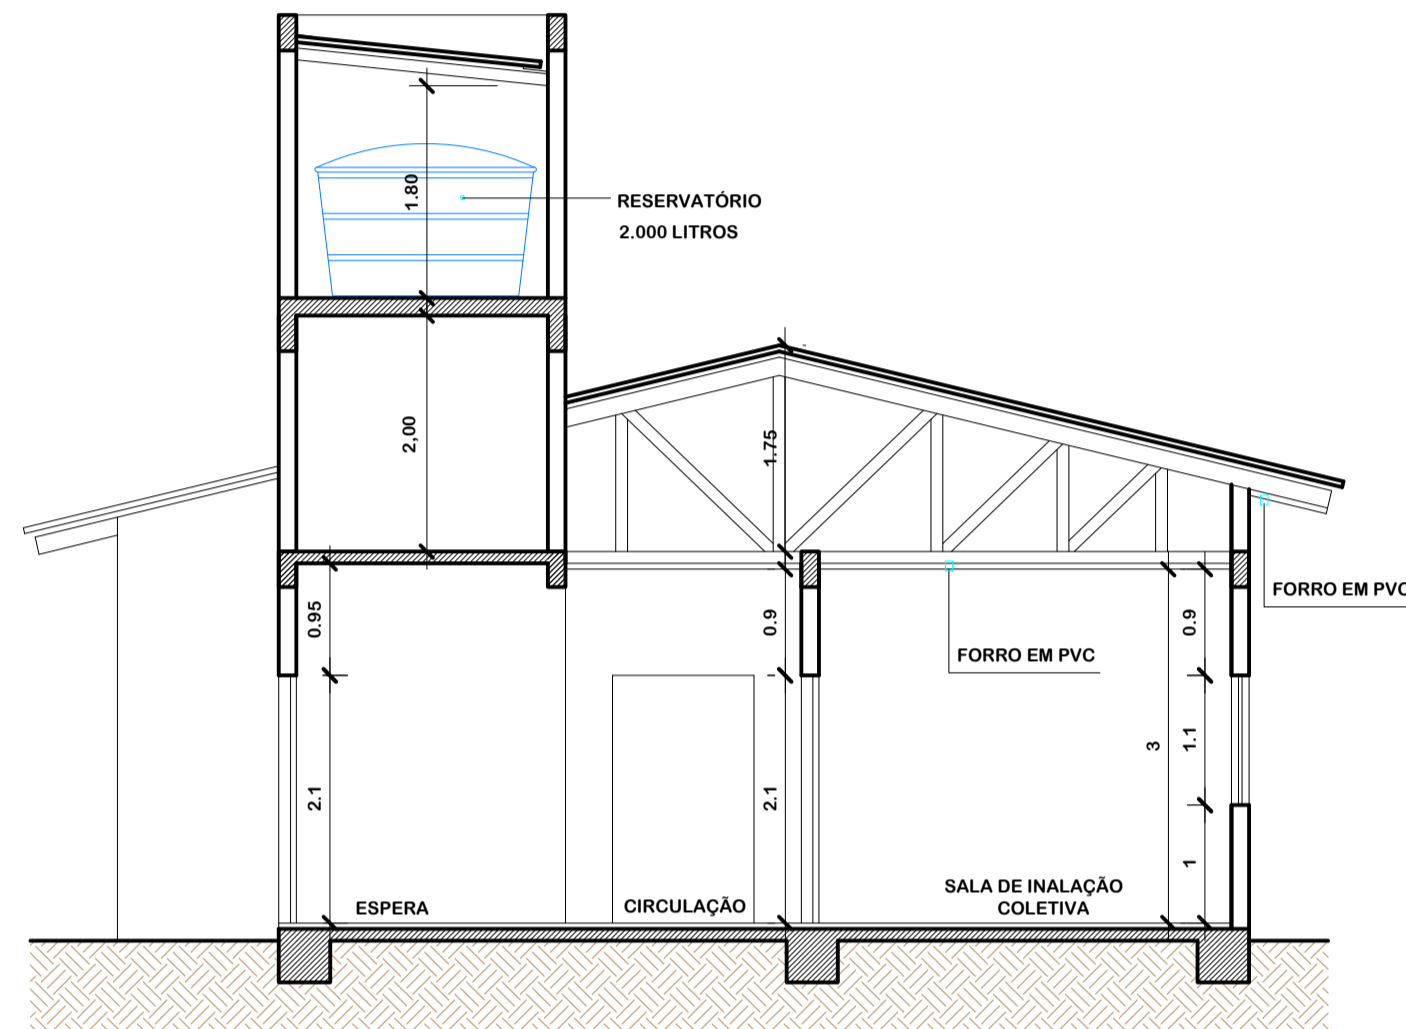 1.80
RESERVATÓRIO
2.000 LITROS
2,00
1.75
FORRO EM PVC
0.95
0.9
0.9
FORRO EM PVC
3
1.1
2.1
2.1
1
ESPERA
CIRCULAÇÃO
SALA DE INALAÇÃO
COLETIVA